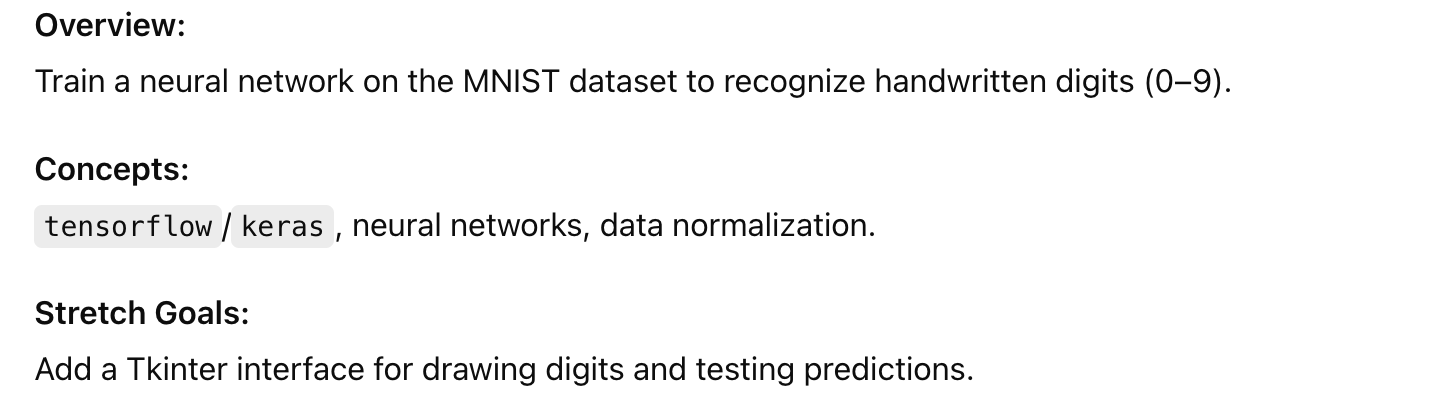 Overview:
Train a neural network on the MNIST dataset to recognize handwritten digits (0–9).
Concepts:
tensorflow/keras, neural networks, data normalization.
Stretch Goals:
Add a Tkinter interface for drawing digits and testing predictions.